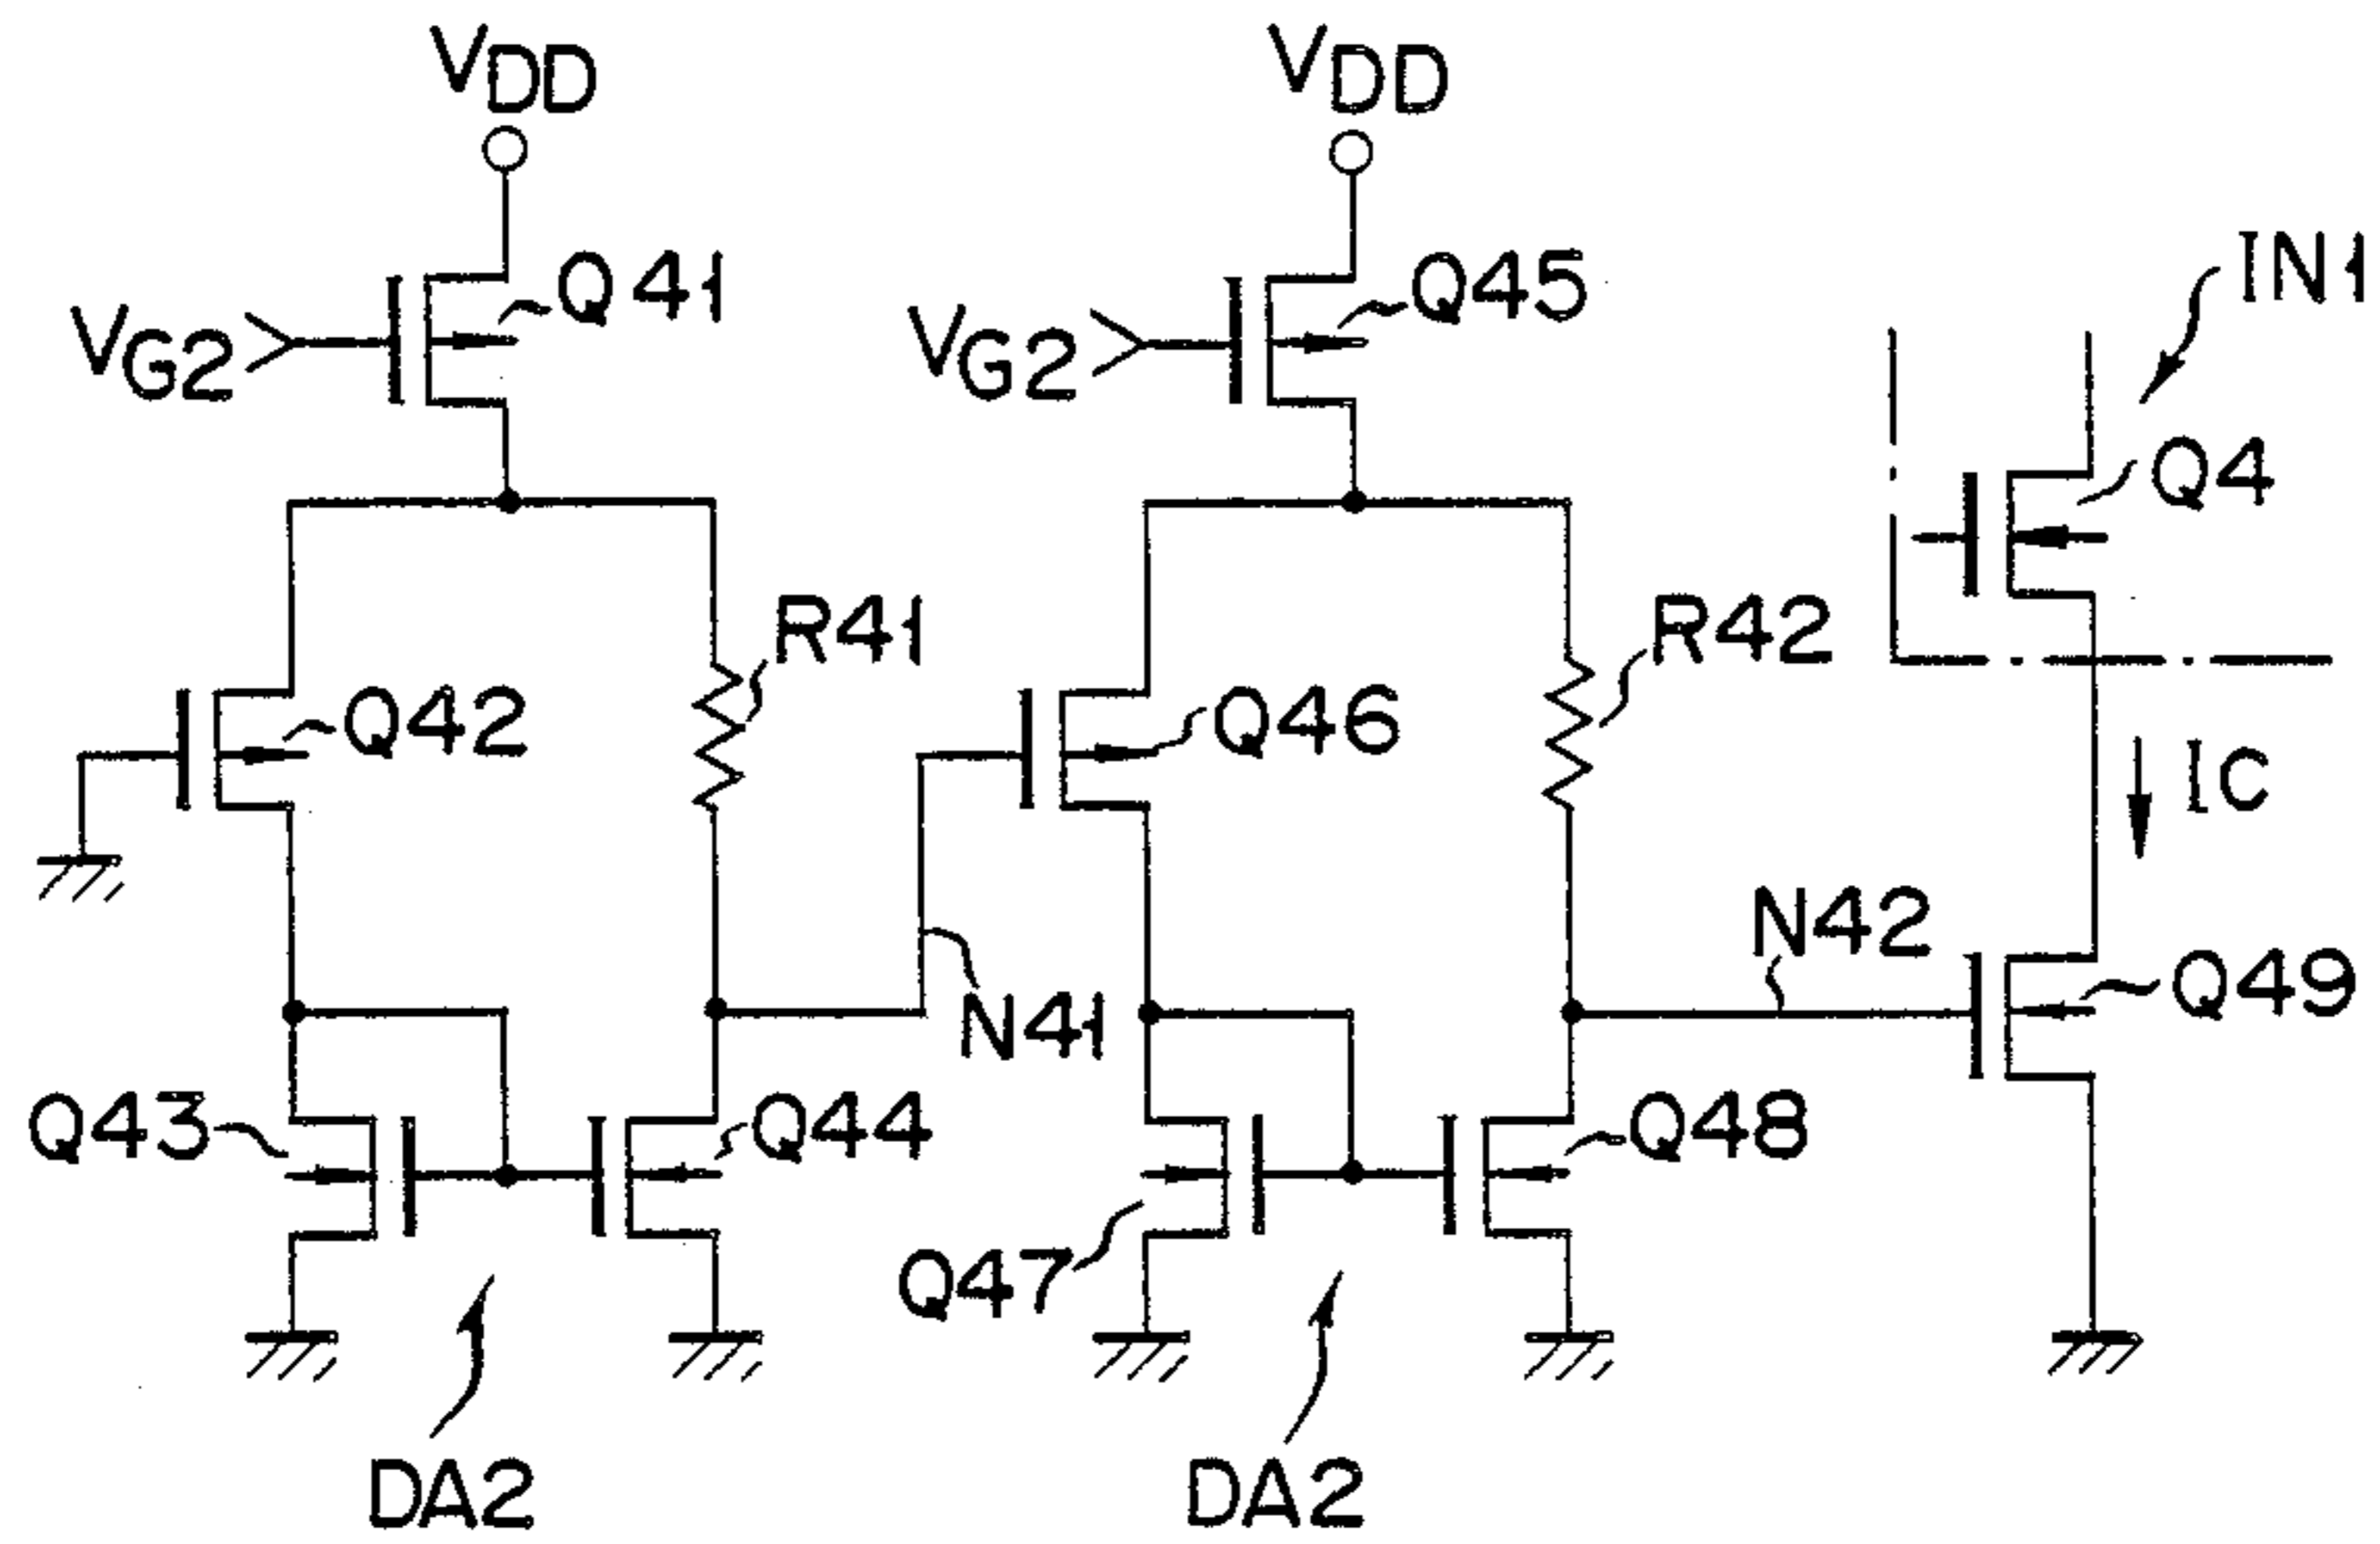 VDD VDD
Q41 Q45 IN1
VG2 VG2
Q4
R41 R42
Q42 Q46 IC
N42
N41 Q49
Q43 Q44 Q48
Q47
DA2 DA2